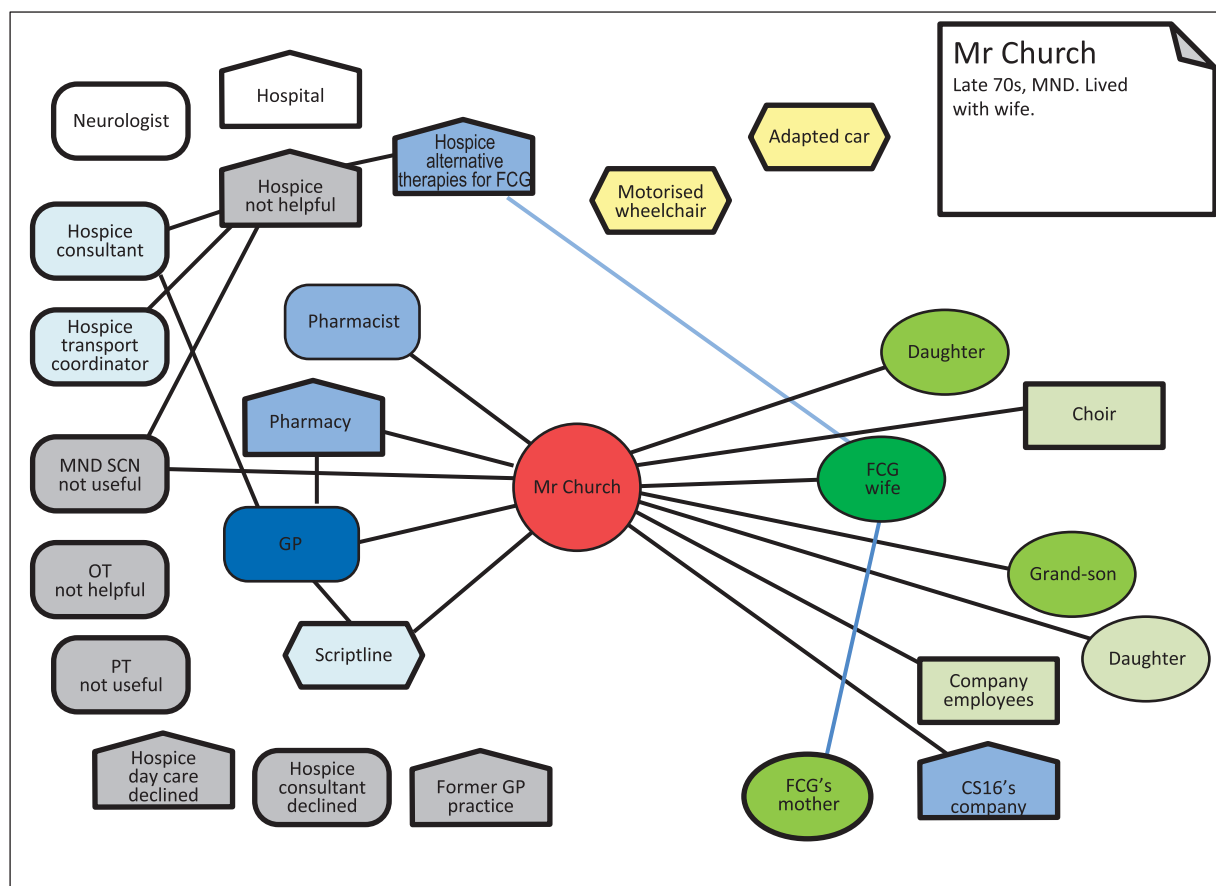 Mr Church
Late 70s, MND. Lived
with wife.
Hospital
Neurologist
Adapted car
Hospice
alternative
therapies for FCG
Hospice
not helpful
Motorised
wheelchair
Hospice
consultant
Pharmacist
Hospice
transport
coordinator
Daughter
Choir
Pharmacy
MND SCN
not useful
Mr Church
FCG
wife
GP
OT
not helpful
Grand-son
Scriptline
PT
not useful
Daughter
Company
employees
Hospice
day care
declined
Hospice
consultant
declined
Former GP
practice
FCG's
mother
CS16's
company